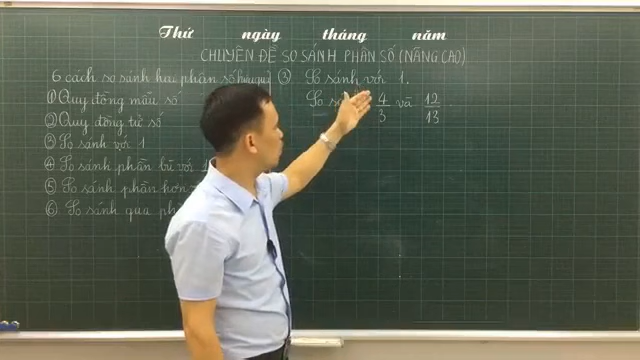 Thứ ngày tháng năm
CHUYÊN ĐỀ SO SÁNH PHÂN SỐ (NÂNG CAO)
6 cách so sánh hai phân số
① Quy đồng mẫu số
② Quy đồng tử số
③ So sánh với 1
④ So sánh phần bù với 1
⑤ So sánh phần hơn
⑥ So sánh qua
③ So sánh với 1.
So 4/3 và 12/13